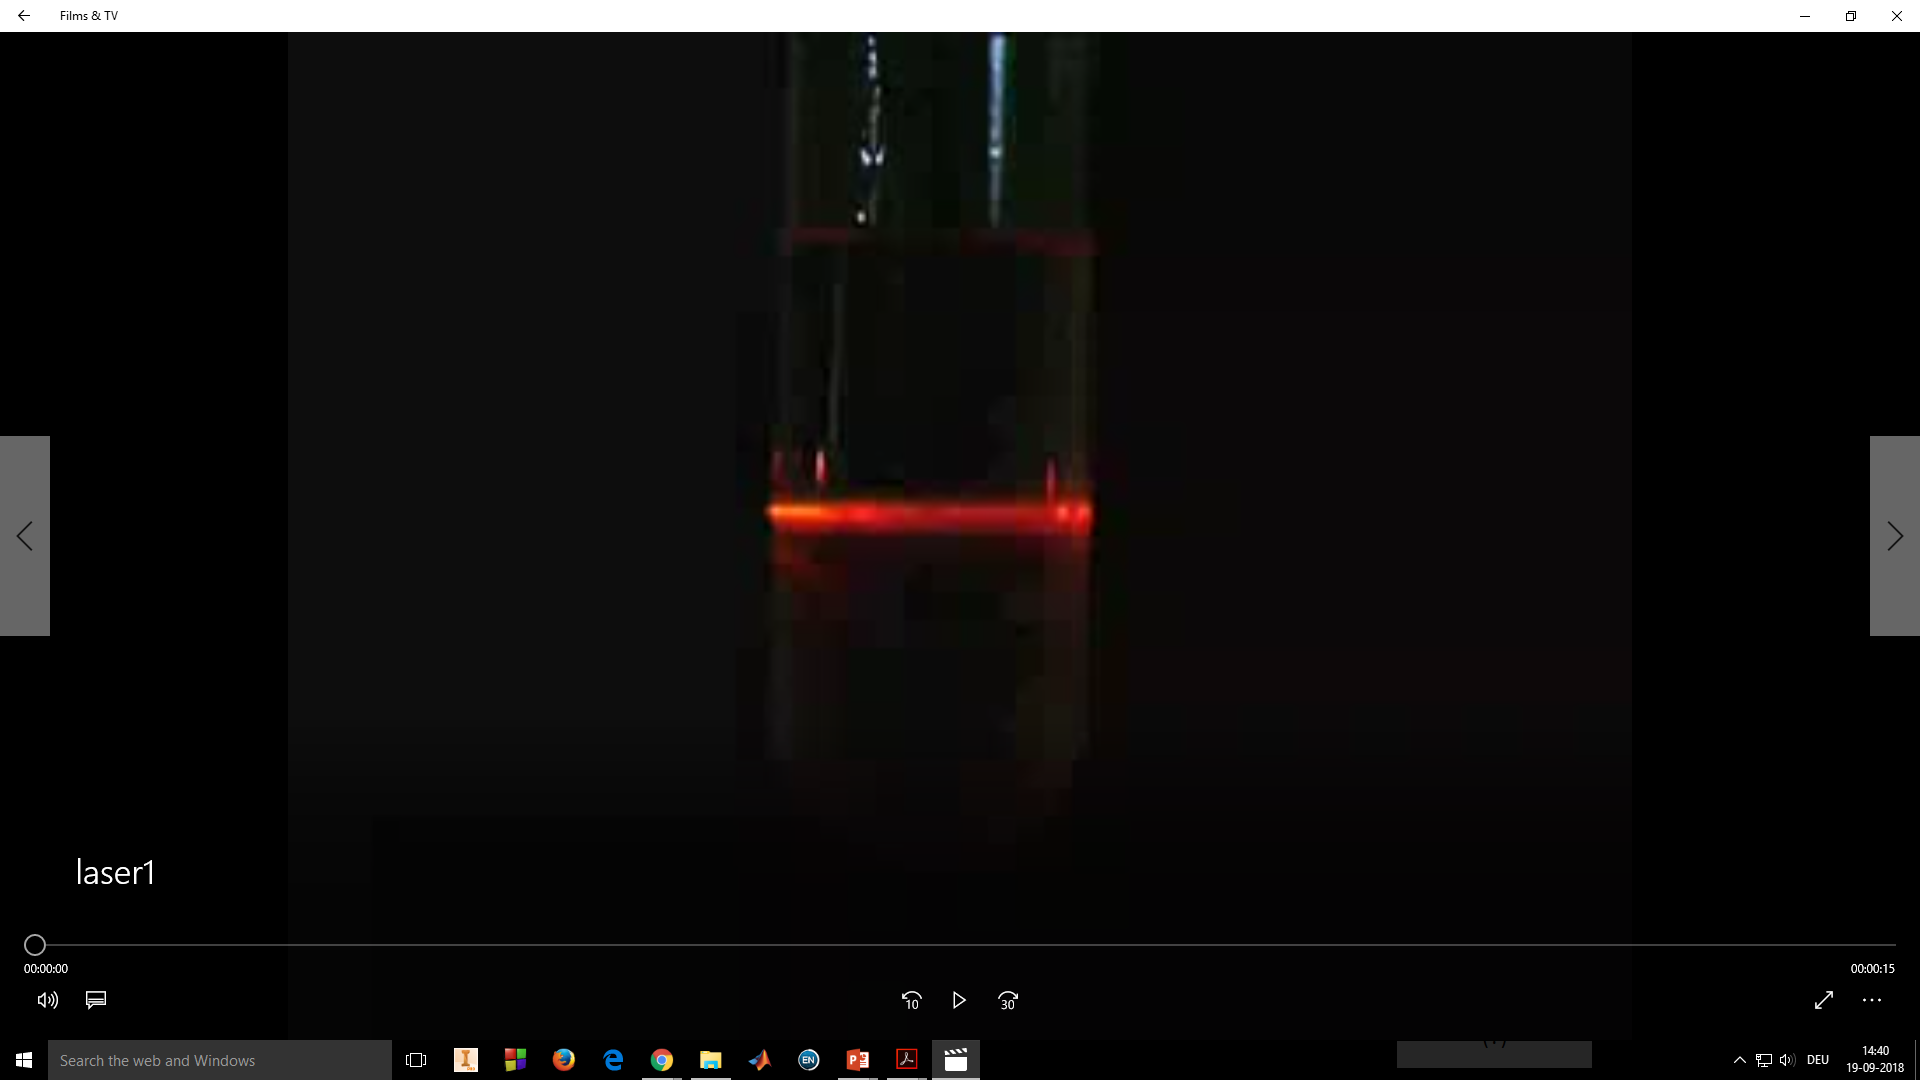 Films & TV
laser1
00:00:00
00:00:15
10
30
Search the web and Windows
EN
DEU
14:40
19-09-2018